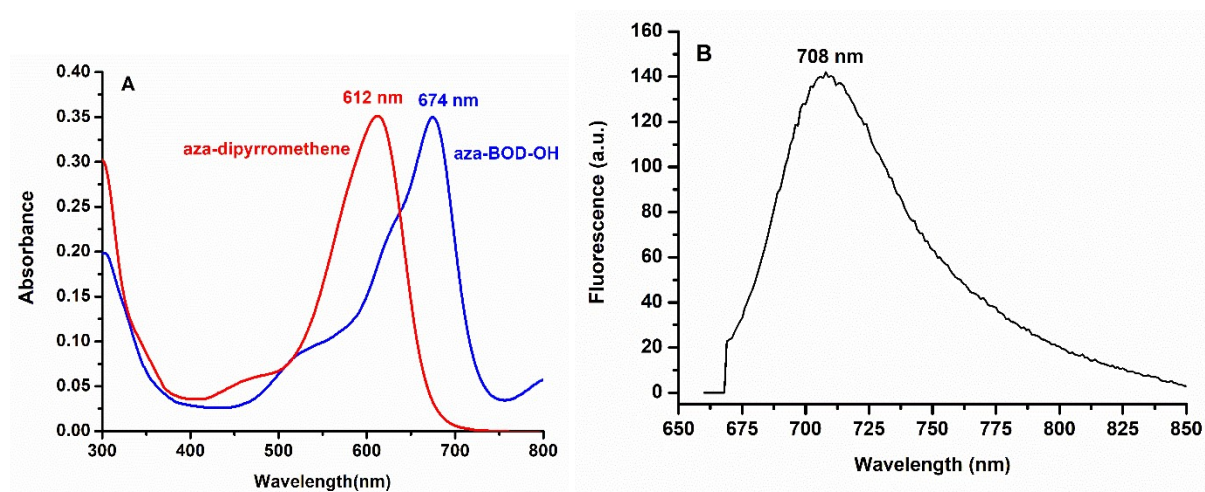 A
B
612 nm
674 nm
708 nm
aza-dipyrromethene
aza-BOD-OH
Absorbance
0.40
0.35
0.30
0.25
0.20
0.15
0.10
0.05
0.00
300 400 500 600 700 800
Wavelength(nm)
Fluorescence (a.u.)
160
140
120
100
80
60
40
20
0
650 675 700 725 750 775 800 825 850
Wavelength (nm)